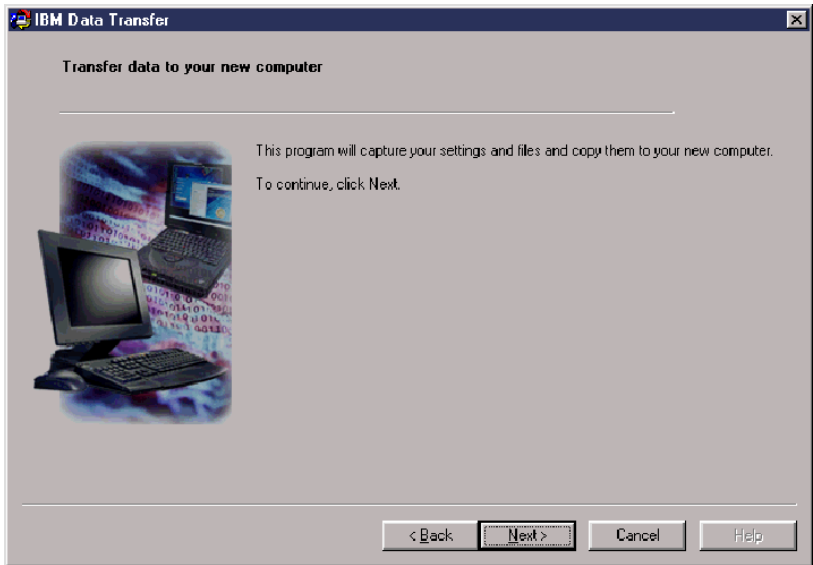 IBM Data Transfer
Transfer data to your new computer
This program will capture your settings and files and copy them to your new computer.
To continue, click Next.
< Back
Next >
Cancel
Help